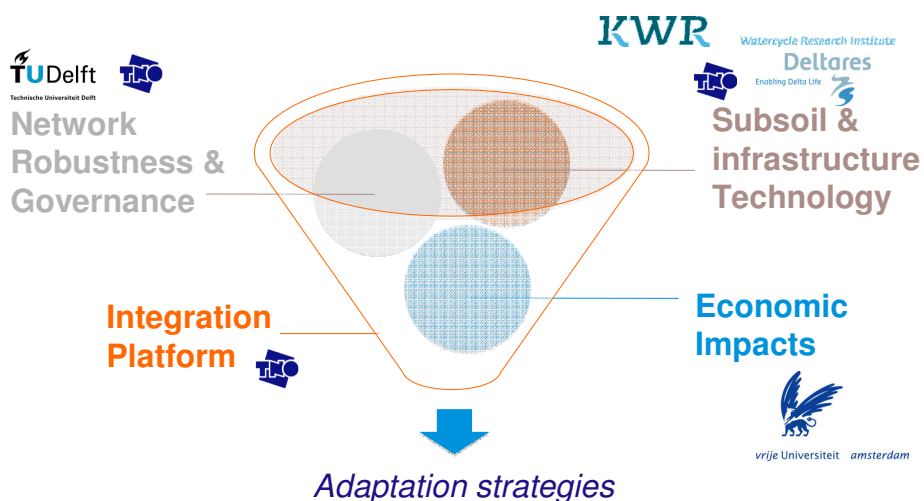 KWR
Watercycle Research Institute
TUDelft
Technische Universiteit Delft
TNO
TNO
Deltares
Enabling Delta Life
Network
Robustness &
Governance
Subsoil &
infrastructure
Technology
Integration
Platform
TNO
Economic
Impacts
vrije Universiteit amsterdam
Adaptation strategies